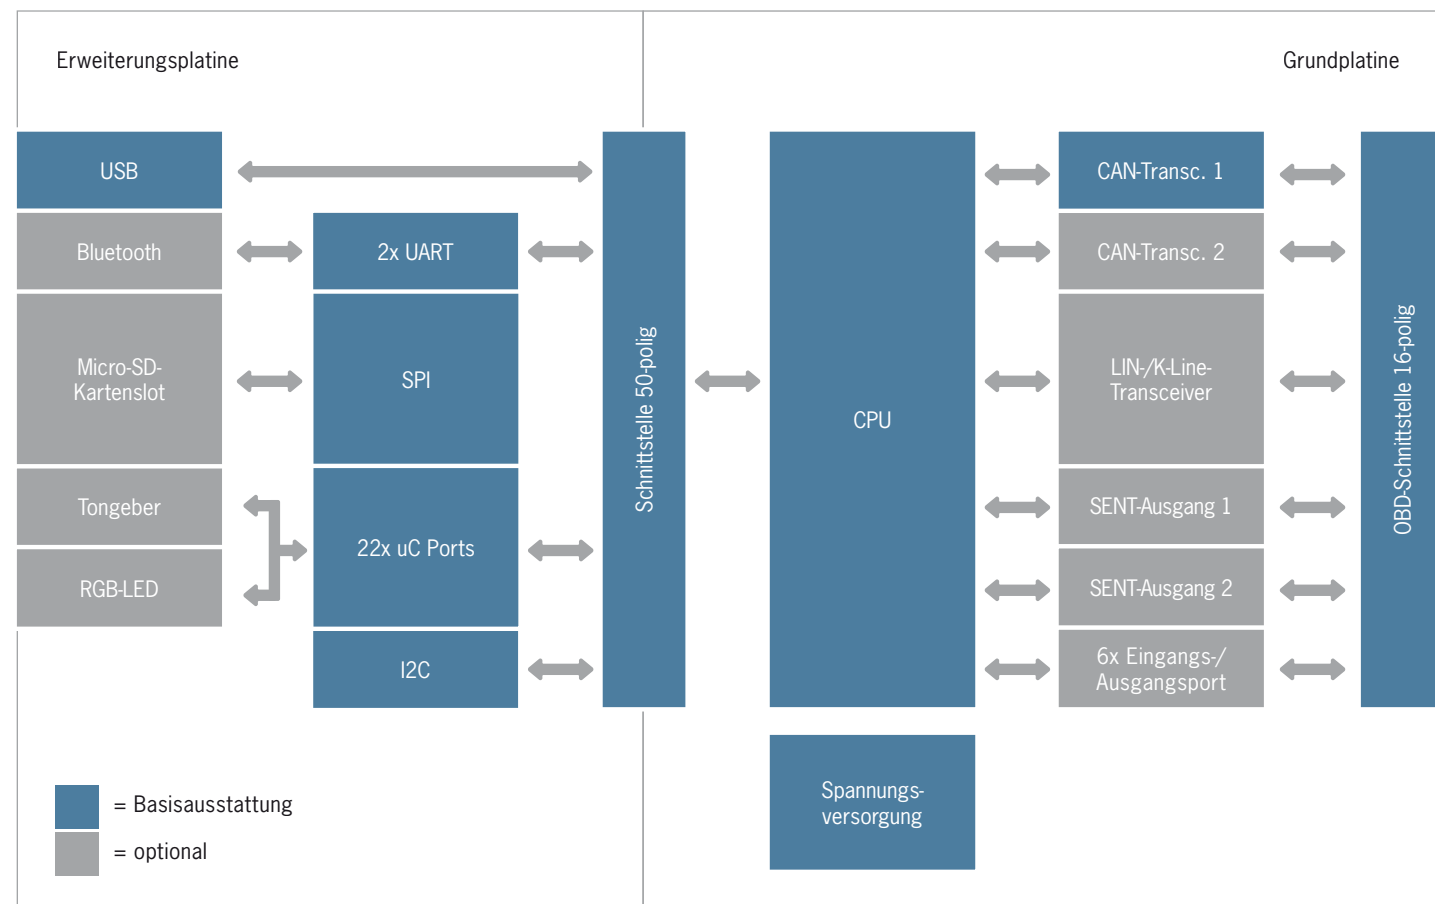 Erweiterungsplatine
Grundplatine
USB
Bluetooth
Micro-SD-
Kartenslot
Tongeber
RGB-LED
2x UART
SPI
22x uC Ports
I2C
Schnittstelle 50-polig
CPU
Spannungs-
versorgung
CAN-Transc. 1
CAN-Transc. 2
LIN-/K-Line-
Transceiver
SENT-Ausgang 1
SENT-Ausgang 2
6x Eingangs-/
Ausgangsport
OBD-Schnittstelle 16-polig
= Basisausstattung
= optional